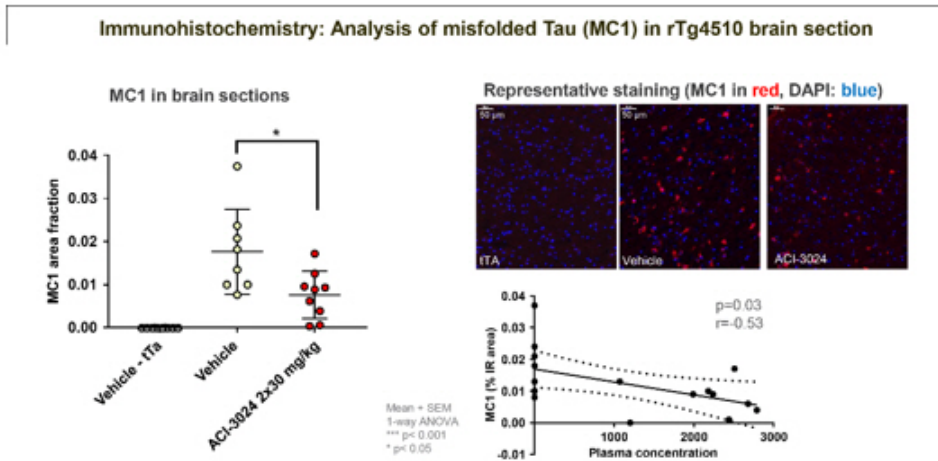 Immunohistochemistry: Analysis of misfolded Tau (MC1) in rTg4510 brain section
MC1 in brain sections
*
0.04
0.03
0.02
0.01
0.00
MC1 area fraction
Vehicle - tTa
Vehicle
ACI-3024 2x30 mg/kg
Mean + SEM
1-way ANOVA
*** p< 0.001
* p< 0.05
Representative staining (MC1 in red, DAPI: blue)
50 µm
50 µm
50 µm
tTA
Vehicle
ACI-3024
p=0.03
r=-0.53
0.04
0.03
0.02
0.01
0.00
-0.01
MC1 (% IR area)
0
1000
2000
3000
Plasma concentration